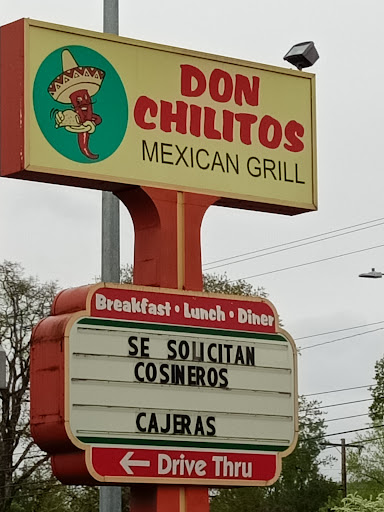 DON
CHILITOS
MEXICAN GRILL
Breakfast • Lunch • Diner
SE SOLICITAN
COSINEROS
CAJERAS
← Drive Thru